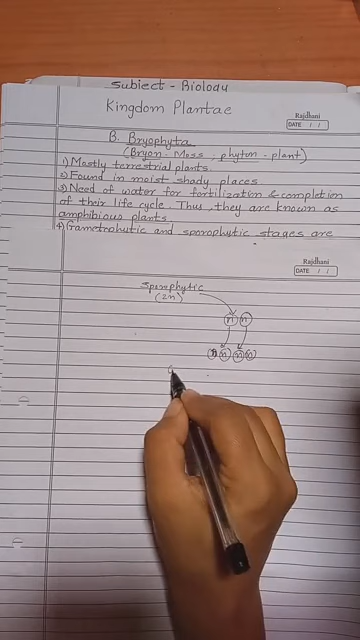 Subject - Biology
Kingdom Plantae
Rajdhani
DATE / /
B. Bryophyta
(Bryon - Moss, phyton - plant)
1) Mostly terrestrial plants.
2) Found in moist shady places
3) Need of water for fortilization & completion
of their life cycle. Thus, they are known as
amphibious plants.
4) Grametrohutic and sporophytic stages are
Rajdhani
DATE / /
Sporophytic
(2n)
n n
n n n n